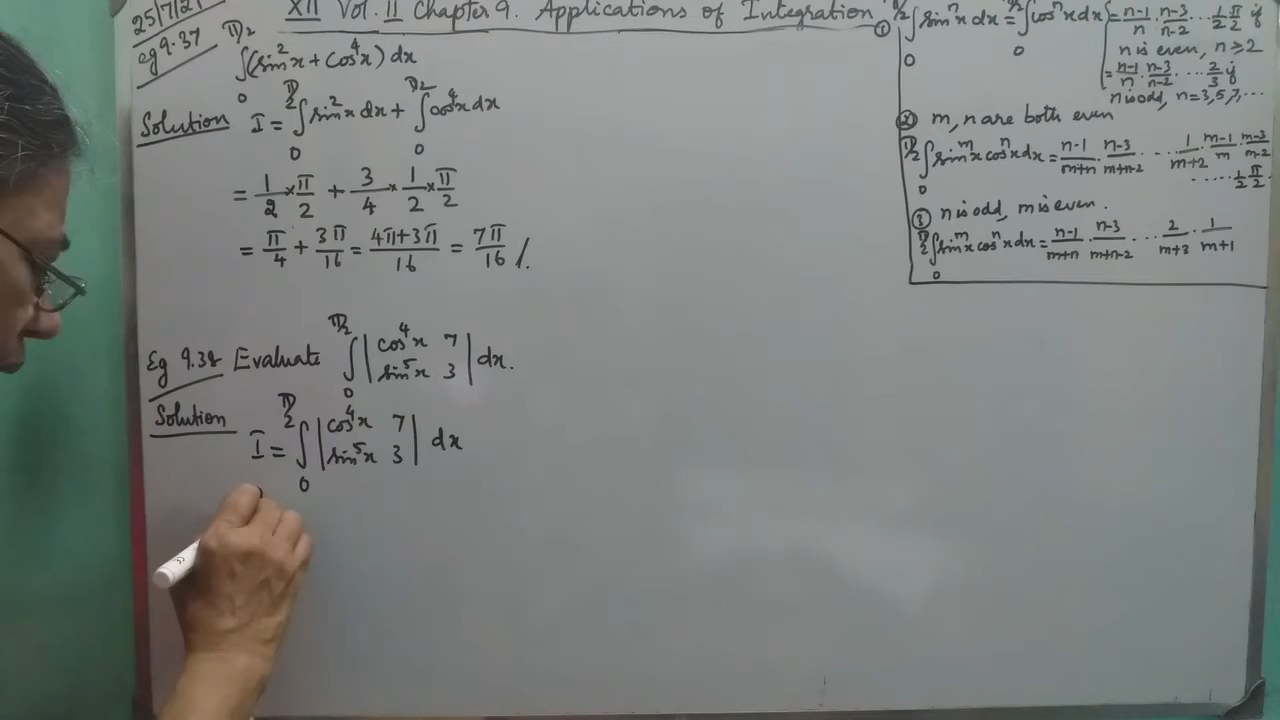 25/7/21
XII Vol. II Chapter 9. Applications of Integration
eg 9.37 ∫₀^{π/2} (sin²x + cos⁴x) dx
Solution I = ∫₀^{π/2} sin²x dx + ∫₀^{π/2} cos⁴x dx
= 1/2 × π/2 + 3/4 × 1/2 × π/2
= π/4 + 3π/16 = (4π+3π)/16 = 7π/16 //.
Eg 9.38 Evaluate ∫₀^{π/2} | cos⁴x 7 |
| sin⁵x 3 | dx.
Solution
I = ∫₀^{π/2} | cos⁴x 7 |
| sin⁵x 3 | dx
① ∫₀^{π/2} sinⁿx dx = ∫₀^{π/2} cosⁿx dx = (n-1)/n · (n-3)/(n-2) ... 1/2 π/2 if
n is even, n ≥ 2
= (n-1)/n · (n-3)/(n-2) ... 2/3 if
n is odd, n = 3, 5, 7, ...
② m, n are both even
∫₀^{π/2} sin^m x cos^n x dx = (n-1)/(m+n) · (n-3)/(m+n-2) ... 1/(m+2) · (m-1)/m · (m-3)/(m-2)
..... 1/2 π/2.
③ n is odd, m is even.
∫₀^{π/2} sin^m x cos^n x dx = (n-1)/(m+n) · (n-3)/(m+n-2) ... 2/(m+3) · 1/(m+1)